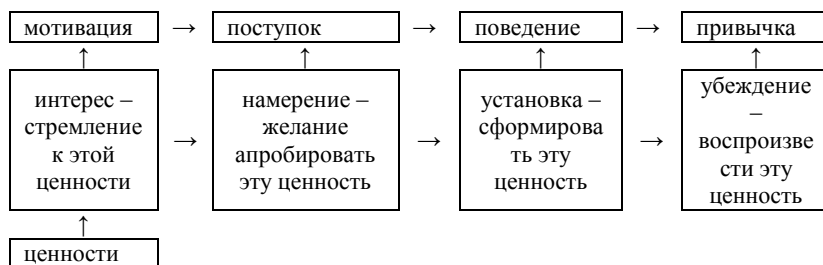 мотивация → поступок → поведение → привычка
↑ ↑ ↑ ↑
интерес –
стремление
к этой
ценности
→
намерение –
желание
апробировать
эту ценность
→
установка –
сформирова
ть эту
ценность
→
убеждение
–
воспроизве
сти эту
ценность
↑
ценности